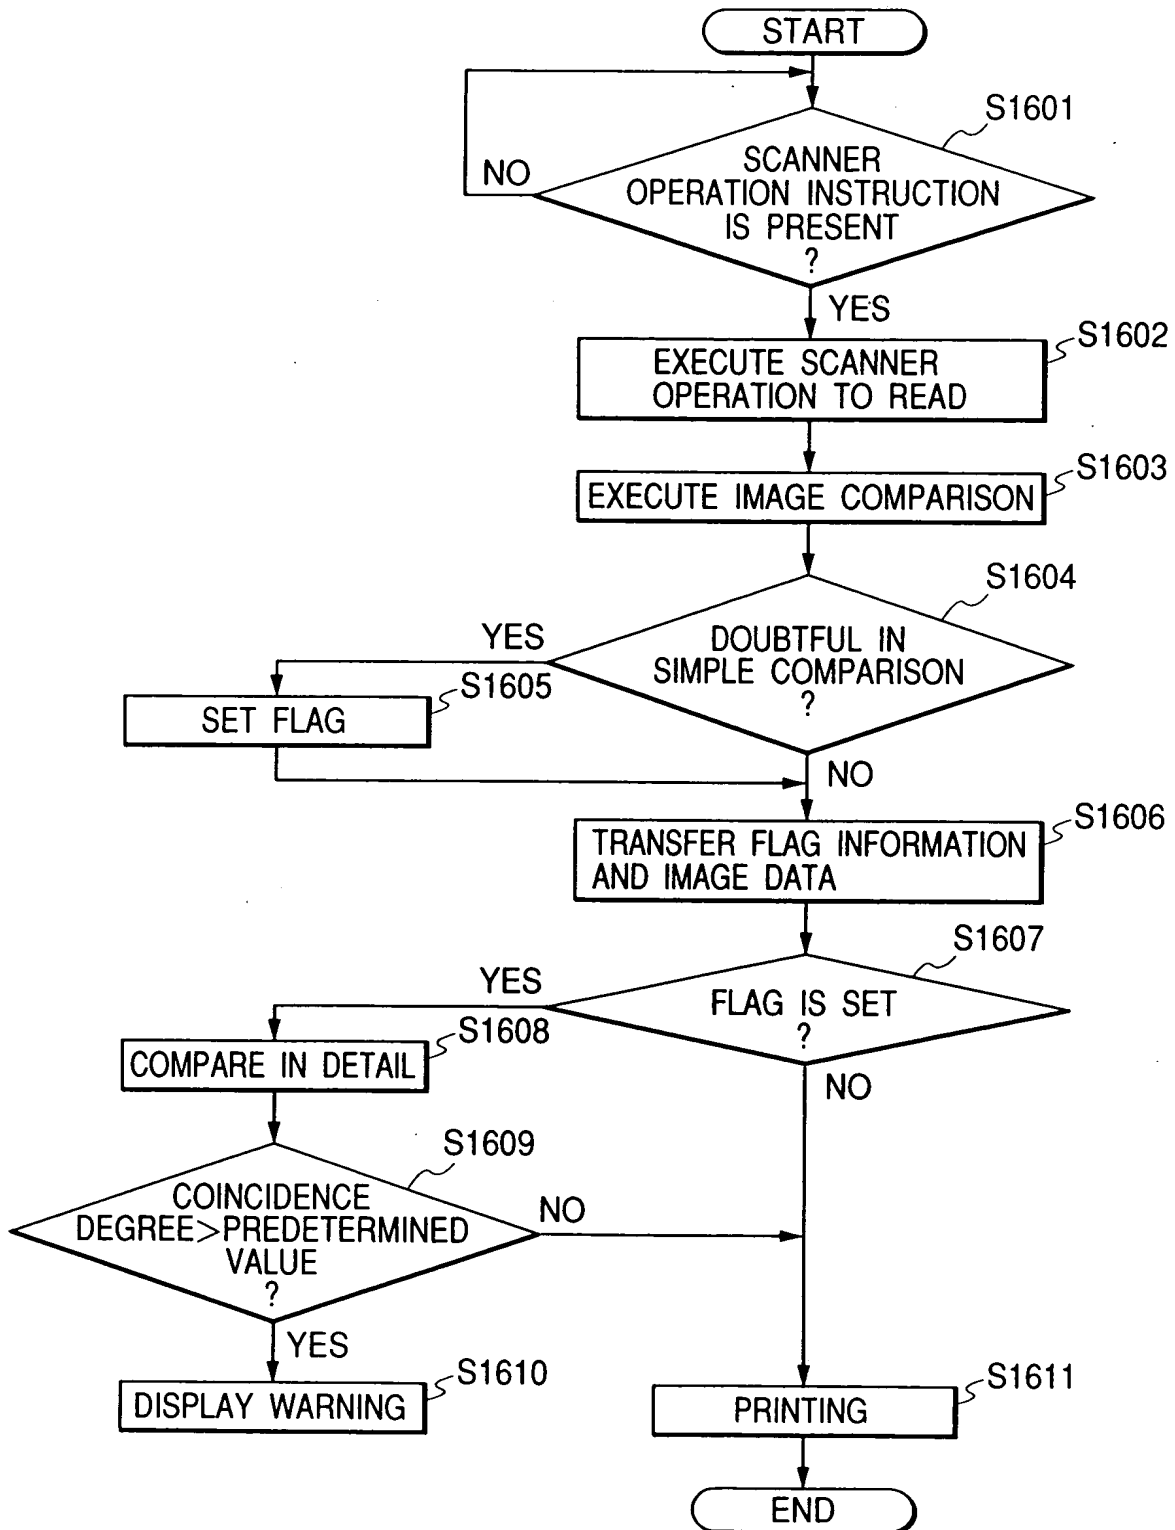 START
S1601
NO
SCANNER
OPERATION INSTRUCTION
IS PRESENT
?
YES
S1602
EXECUTE SCANNER
OPERATION TO READ
S1603
EXECUTE IMAGE COMPARISON
S1604
YES
DOUBTFUL IN
SIMPLE COMPARISON
?
S1605
SET FLAG
NO
S1606
TRANSFER FLAG INFORMATION
AND IMAGE DATA
S1607
YES
FLAG IS SET
?
S1608
COMPARE IN DETAIL
NO
S1609
COINCIDENCE
DEGREE>PREDETERMINED
VALUE
?
NO
YES
S1610
DISPLAY WARNING
S1611
PRINTING
END